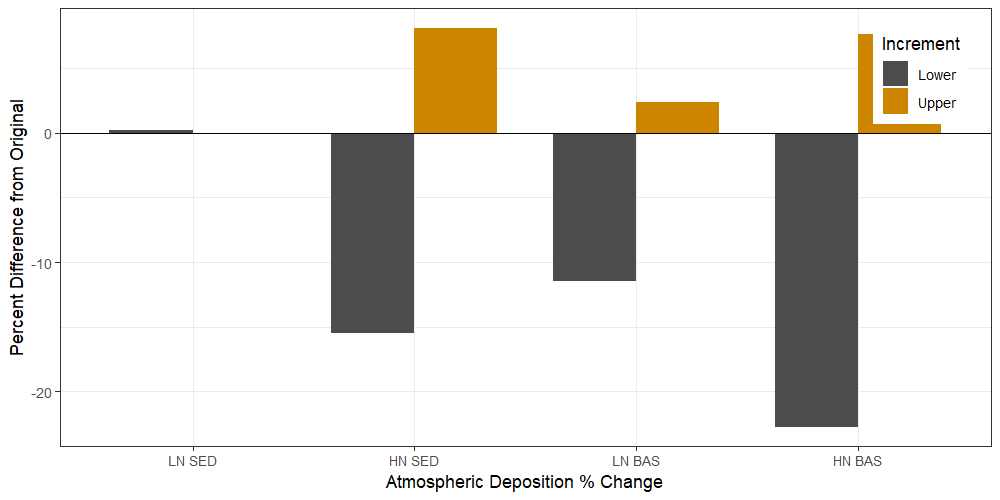 Percent Difference from Original
0
-10
-20
Increment
Lower
Upper
LN SED
HN SED
LN BAS
HN BAS
Atmospheric Deposition % Change